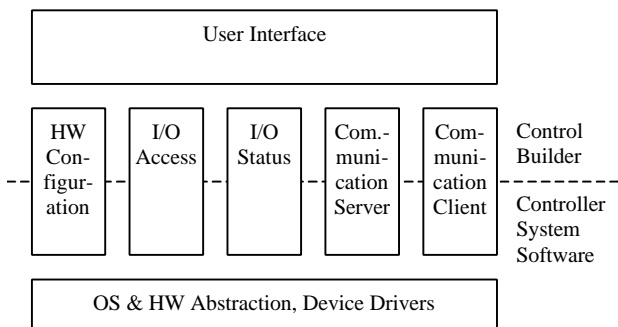 User Interface
HW
Con-
figur-
ation
I/O
Access
I/O
Status
Com.-
muni-
cation
Server
Com-
muni-
cation
Client
Control
Builder
Controller
System
Software
OS & HW Abstraction, Device Drivers